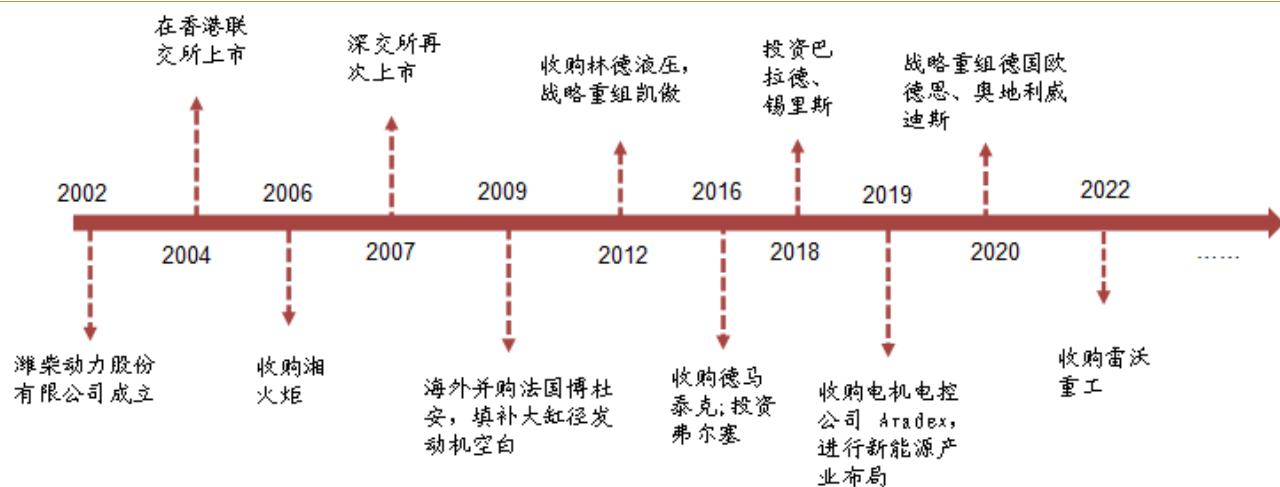 在香港联
交所上市
深交所再
次上市
收购林德液压，
战略重组凯傲
投资巴
拉德、
锡里斯
战略重组德国欧
德思、奥地利威
迪斯
2002
2006
2009
2016
2019
2022
2004
2007
2012
2018
2020
……
潍柴动力股份
有限公司成立
收购湘
火炬
海外并购法国博杜
安，填补大缸径发
动机空白
收购德马
泰克;投资
弗尔塞
收购电机电控
公司 Aradex，
进行新能源产
业布局
收购雷沃
重工